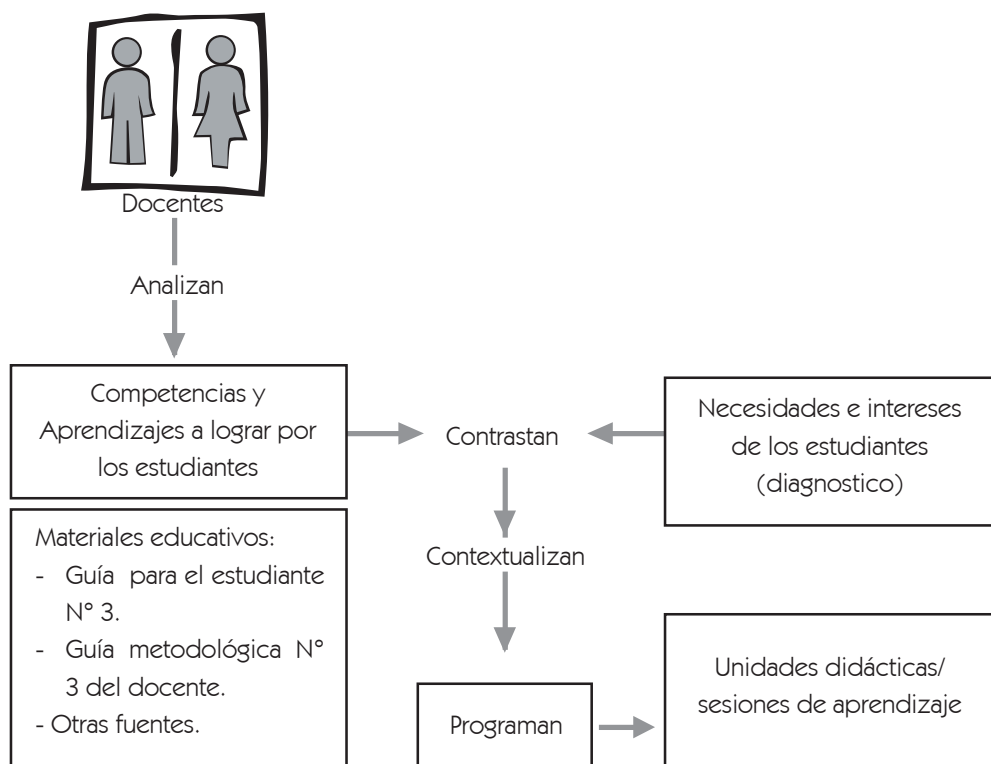 Docentes
Analizan
Competencias y
Aprendizajes a lograr por
los estudiantes
Contrastan
Necesidades e intereses
de los estudiantes
(diagnostico)
Materiales educativos:
- Guía para el estudiante
N° 3.
- Guía metodológica N°
3 del docente.
- Otras fuentes.
Contextualizan
Programan
Unidades didácticas/
sesiones de aprendizaje